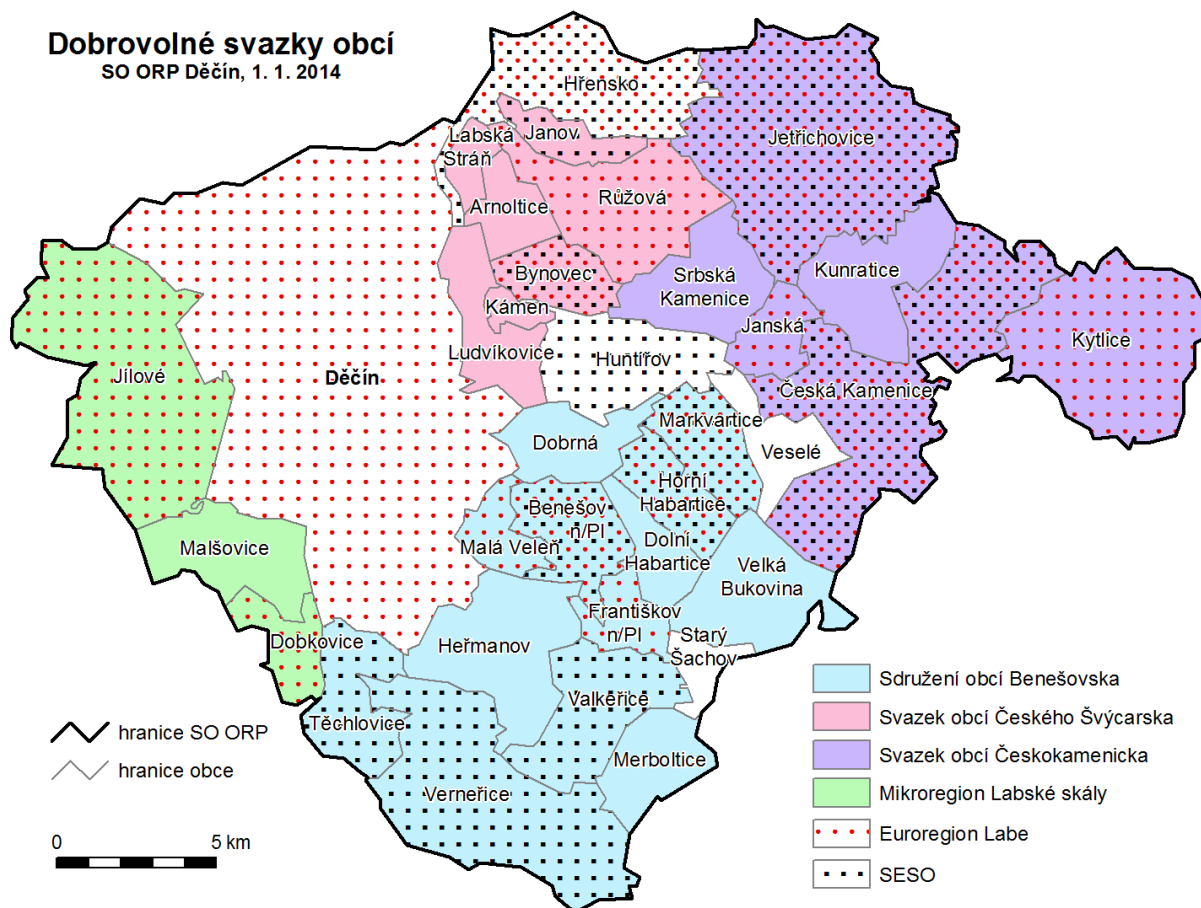 Dobrovolné svazky obcí
SO ORP Děčín, 1. 1. 2014
Hřensko
Labská
Stráň
Janov
Jetřichovice
Arnoltice
Růžová
Bynovec
Srbská
Kamenice
Kunratice
Kámen
Janská
Kytlice
Ludvíkovice
Huntířov
Jílové
Děčín
Česká Kamenice
Markvartice
Dobrná
Veselé
Horní
Habartice
Benešov
n/Pl
Malšovice
Malá Veleň
Dolní
Habartice
Velká
Bukovina
Františkov
n/Pl
Dobkovice
Heřmanov
Starý
Šachov
Valkeřice
Těchlovice
Merboltice
Verneřice
hranice SO ORP
hranice obce
0 5 km
Sdružení obcí Benešovska
Svazek obcí Českého Švýcarska
Svazek obcí Českokamenicka
Mikroregion Labské skály
Euroregion Labe
SESO